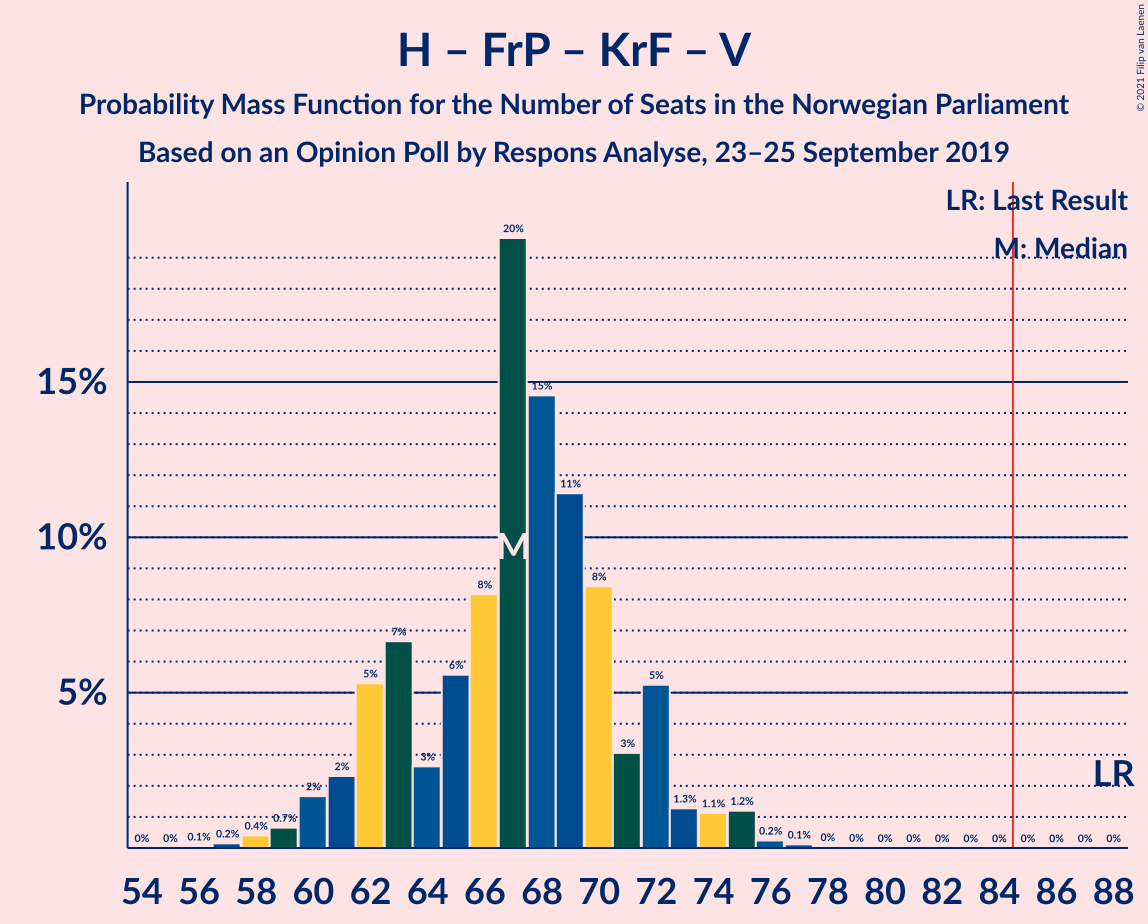 H – FrP – KrF – V
Probability Mass Function for the Number of Seats in the Norwegian Parliament
Based on an Opinion Poll by Respons Analyse, 23–25 September 2019
© 2021 Filip van Laenen
LR: Last Result
M: Median
15%
10%
5%
0% 0% 0.1% 0.2% 0.4% 0.7% 2% 2% 5% 7% 3% 6% 8% 20% 15% 11% 8% 3% 5% 1.3% 1.1% 1.2% 0.2% 0.1% 0% 0% 0% 0% 0% 0% 0% 0% 0% 0% 0%
M
LR
54 56 58 60 62 64 66 68 70 72 74 76 78 80 82 84 86 88